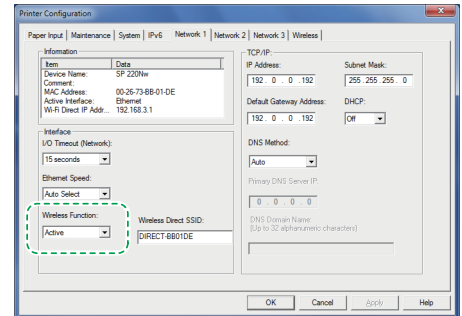 Printer Configuration
Paper Input | Maintenance | System | IPv6 | Network 1 | Network 2 | Network 3 | Wireless
Information
Item Data
Device Name: SP 220Nw
Comment:
MAC Address: 00-26-73-BB-01-DE
Active Interface: Ethernet
Wi-Fi Direct IP Addr... 192.168.3.1
Interface
I/O Timeout (Network):
15 seconds
Ethernet Speed:
Auto Select
Wireless Function:
Active
Wireless Direct SSID:
DIRECT-BB01DE
TCP/IP:
IP Address: Subnet Mask:
192 . 0 . 0 .192 255 .255 .255 . 0
Default Gateway Address: DHCP:
192 . 0 . 0 .192 Off
DNS Method:
Auto
Primary DNS Server IP:
0 . 0 . 0 . 0
DNS Domain Name:
(Up to 32 alphanumeric characters)
OK Cancel Apply Help